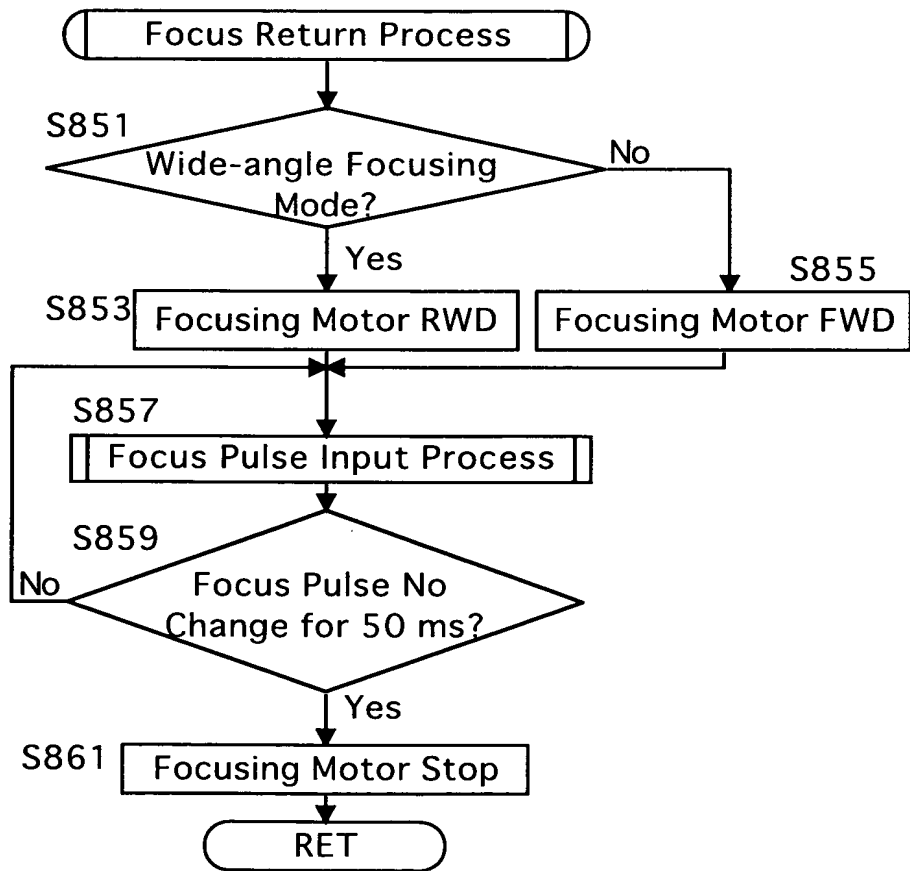 Focus Return Process
S851
Wide-angle Focusing
Mode?
No
Yes
S853
Focusing Motor RWD
S855
Focusing Motor FWD
S857
Focus Pulse Input Process
S859
Focus Pulse No
Change for 50 ms?
No
Yes
S861
Focusing Motor Stop
RET